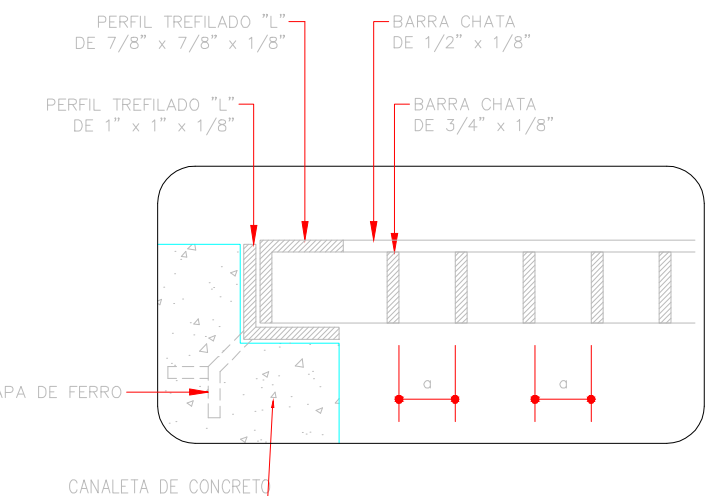 PERFIL TREFILADO "L"
DE 7/8" x 7/8" x 1/8"
BARRA CHATA
DE 1/2" x 1/8"
PERFIL TREFILADO "L"
DE 1" x 1" x 1/8"
BARRA CHATA
DE 3/4" x 1/8"
a
a
APA DE FERRO
CANALETA DE CONCRETO